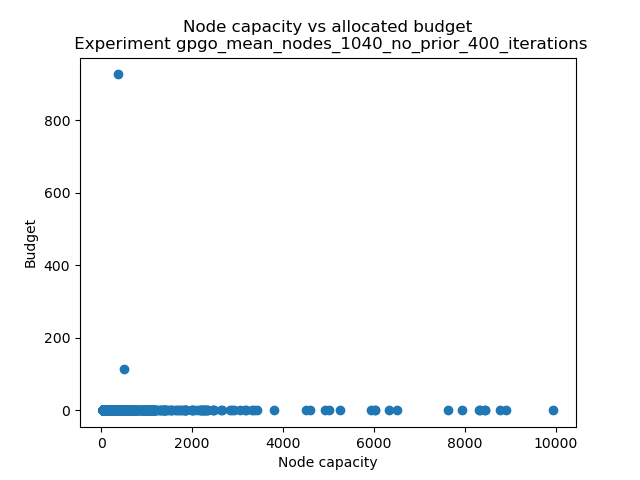 Node capacity vs allocated budget
Experiment gpgo_mean_nodes_1040_no_prior_400_iterations
800
600
400
200
0
Budget
0 2000 4000 6000 8000 10000
Node capacity